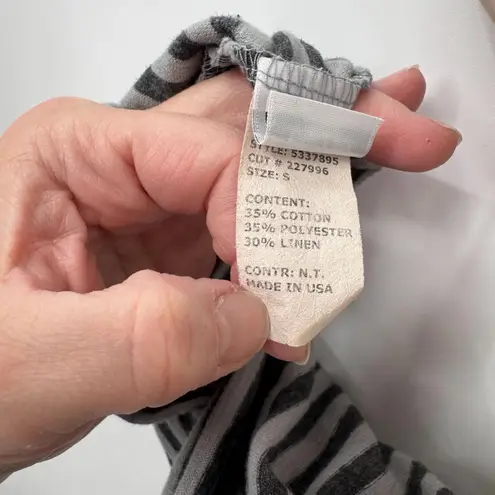 STYLE: 5337895
CUT # 227996
SIZE: S
CONTENT:
35% COTTON
35% POLYESTER
30% LINEN
CONTR: N.T.
MADE IN USA